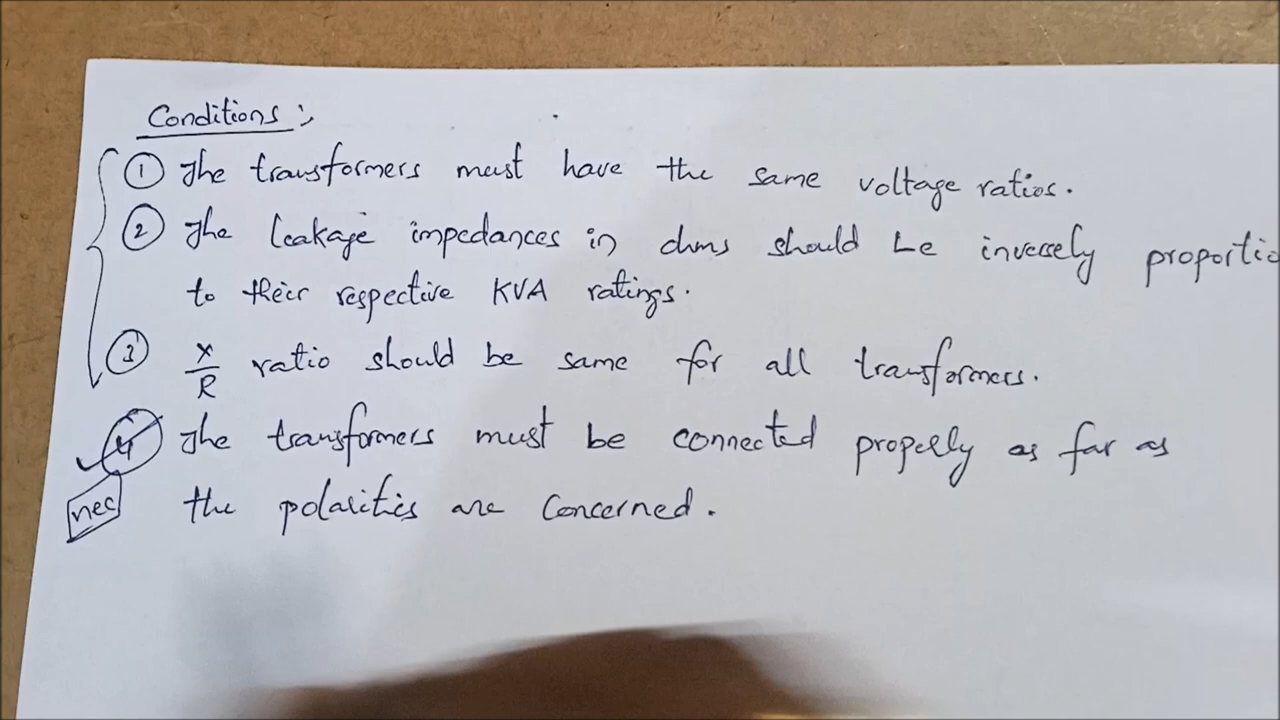 Conditions :,
① The transformers must have the same voltage ratios.
② The leakage impedances in ohms should be inversely proportio
to their respective KVA ratings.
③ X/R ratio should be same for all transformers.
④ The transformers must be connected properly as far as
nec the polarities are concerned.